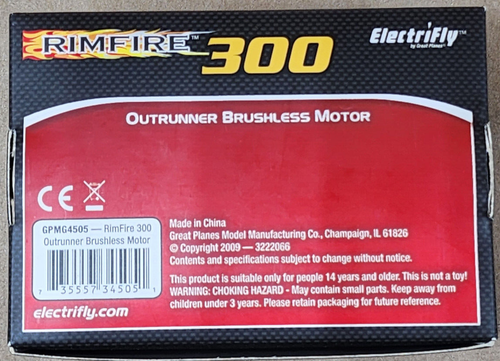 RIMFIRE™ 300
ElectriFly™
by Great Planes®
OUTRUNNER BRUSHLESS MOTOR
CE
GPMG4505 — RimFire 300
Outrunner Brushless Motor
7 35557 34505 1
electrifly.com
Made in China
Great Planes Model Manufacturing Co., Champaign, IL 61826
© Copyright 2009 — 3222066
Contents and specifications subject to change without notice.
This product is suitable only for people 14 years and older. This is not a toy!
WARNING: CHOKING HAZARD - May contain small parts. Keep away from
children under 3 years. Please retain packaging for future reference.